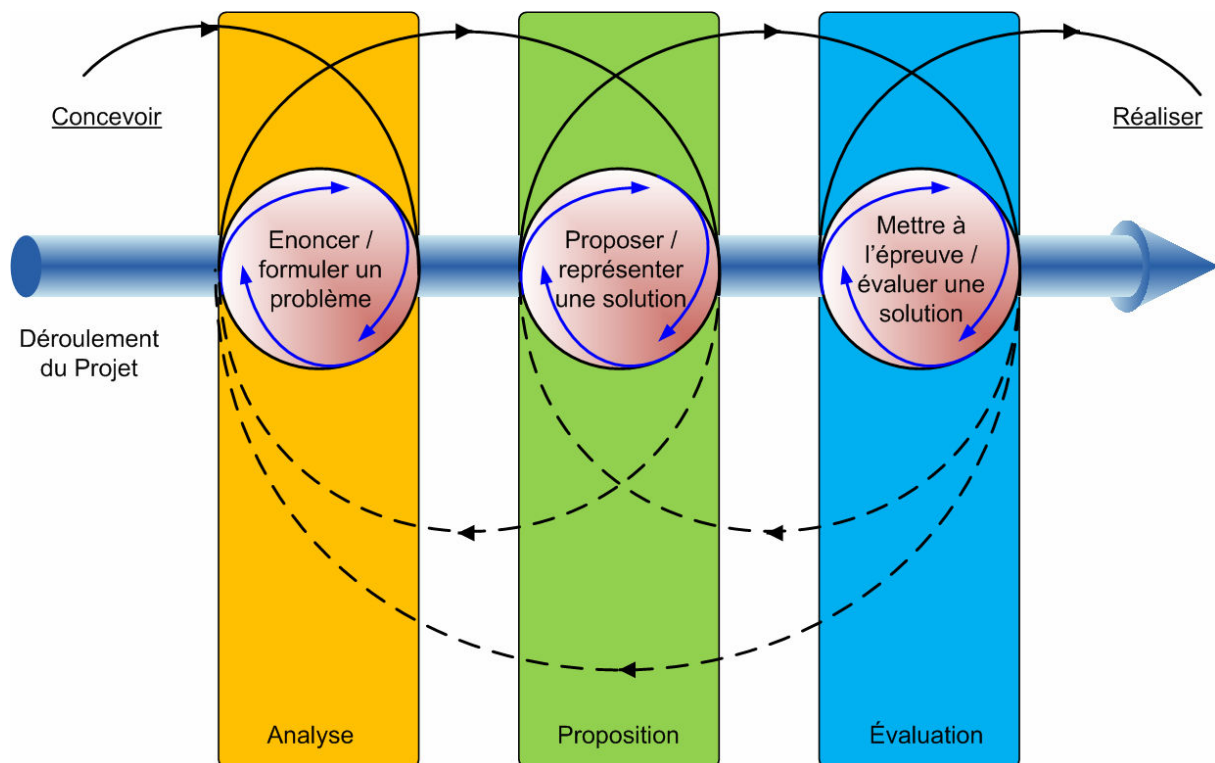 Concevoir
Réaliser
Enoncer /
formuler un
problème
Proposer /
représenter
une solution
Mettre à
l'épreuve /
évaluer une
solution
Déroulement
du Projet
Analyse
Proposition
Évaluation